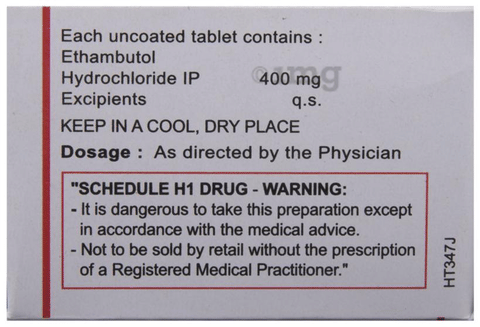 Each uncoated tablet contains :
Ethambutol
Hydrochloride IP 400 mg
Excipients q.s.
KEEP IN A COOL, DRY PLACE
Dosage : As directed by the Physician
"SCHEDULE H1 DRUG - WARNING:
- It is dangerous to take this preparation except
in accordance with the medical advice.
- Not to be sold by retail without the prescription
of a Registered Medical Practitioner."
HT347J